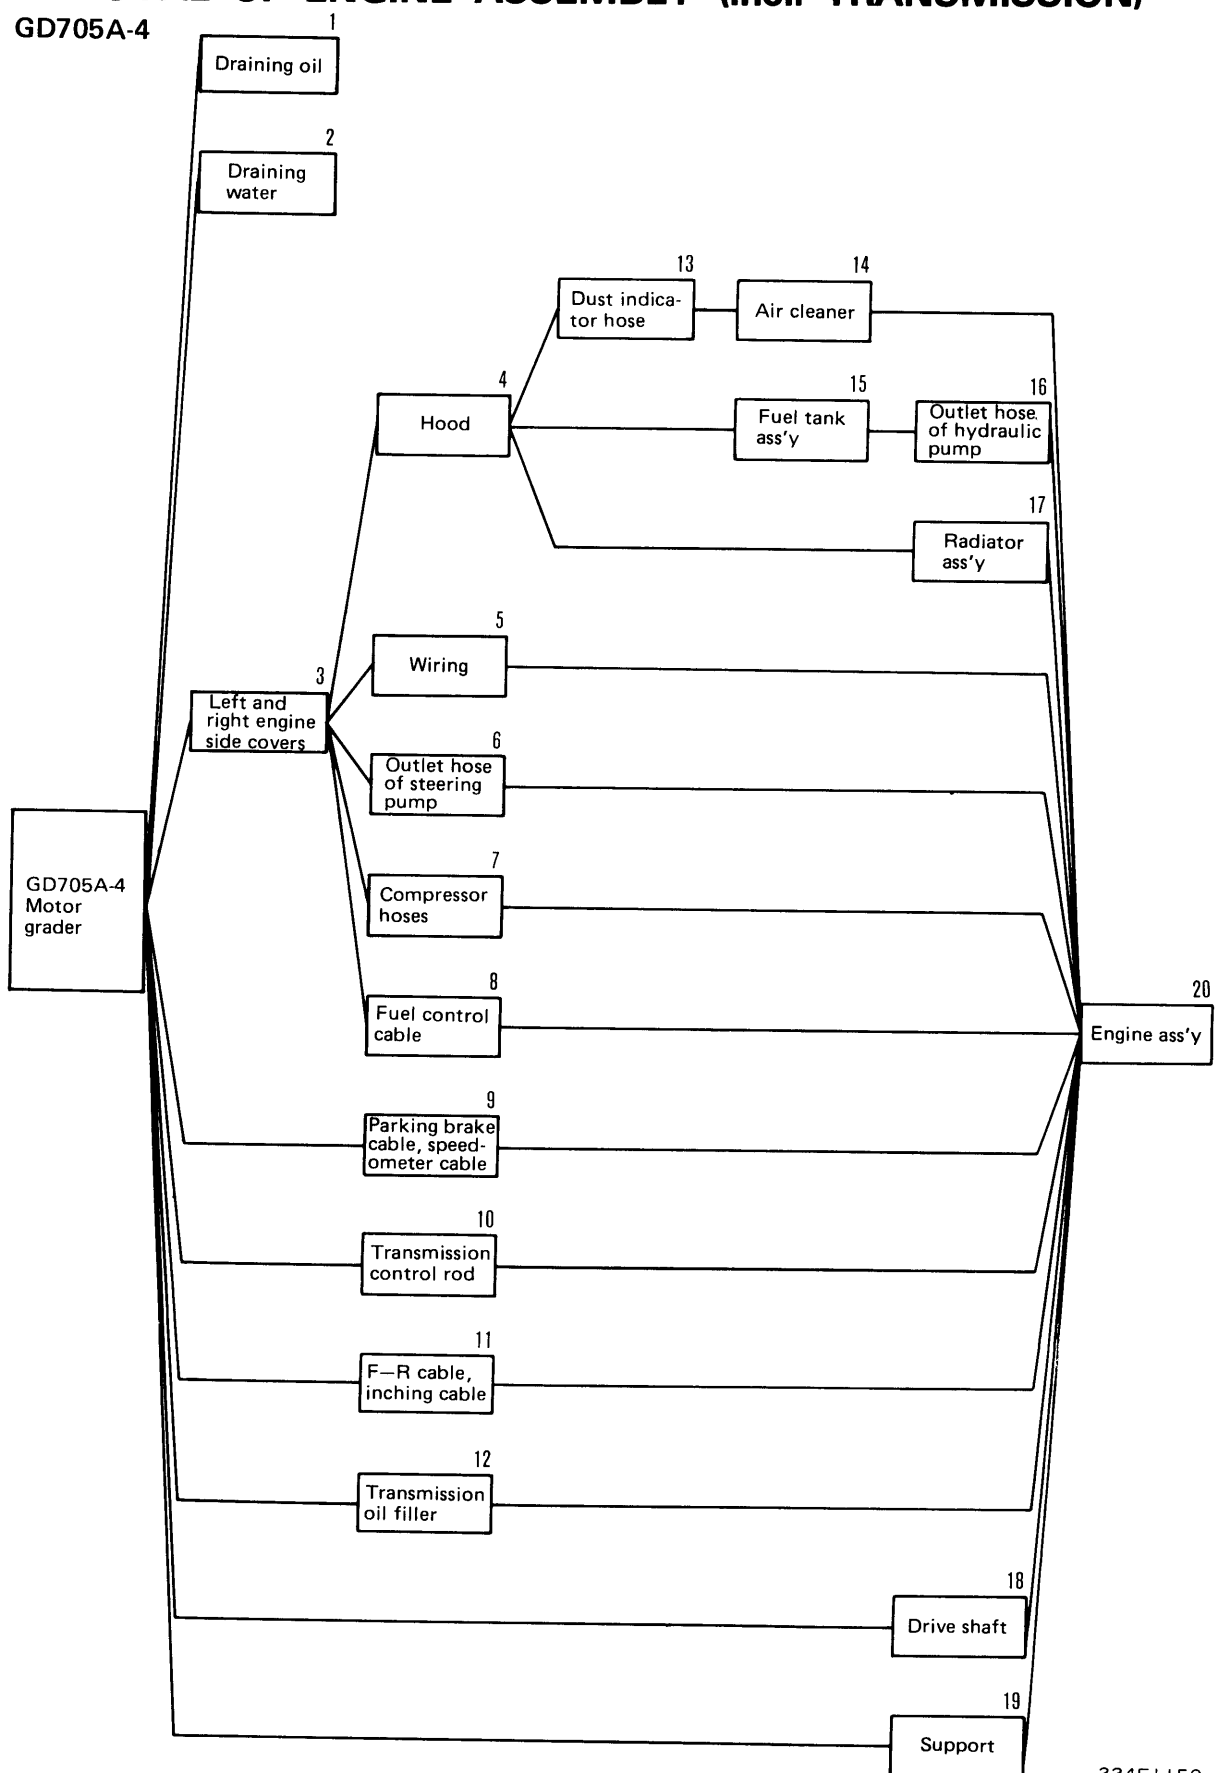 ENGINE ASSEMBLY
TRANSMISSION)
GD705A-4
1
Draining oil
2
Draining
water
13
Dust indica-
tor hose
14
Air cleaner
4
Hood
15
Fuel tank
ass'y
16
Outlet hose
of hydraulic
pump
17
Radiator
ass'y
5
Wiring
3
Left and
right engine
side covers
6
Outlet hose
of steering
pump
7
Compressor
hoses
GD705A-4
Motor
grader
8
Fuel control
cable
20
Engine ass'y
9
Parking brake
cable, speed-
ometer cable
10
Transmission
control rod
11
F—R cable,
inching cable
12
Transmission
oil filler
18
Drive shaft
19
Support